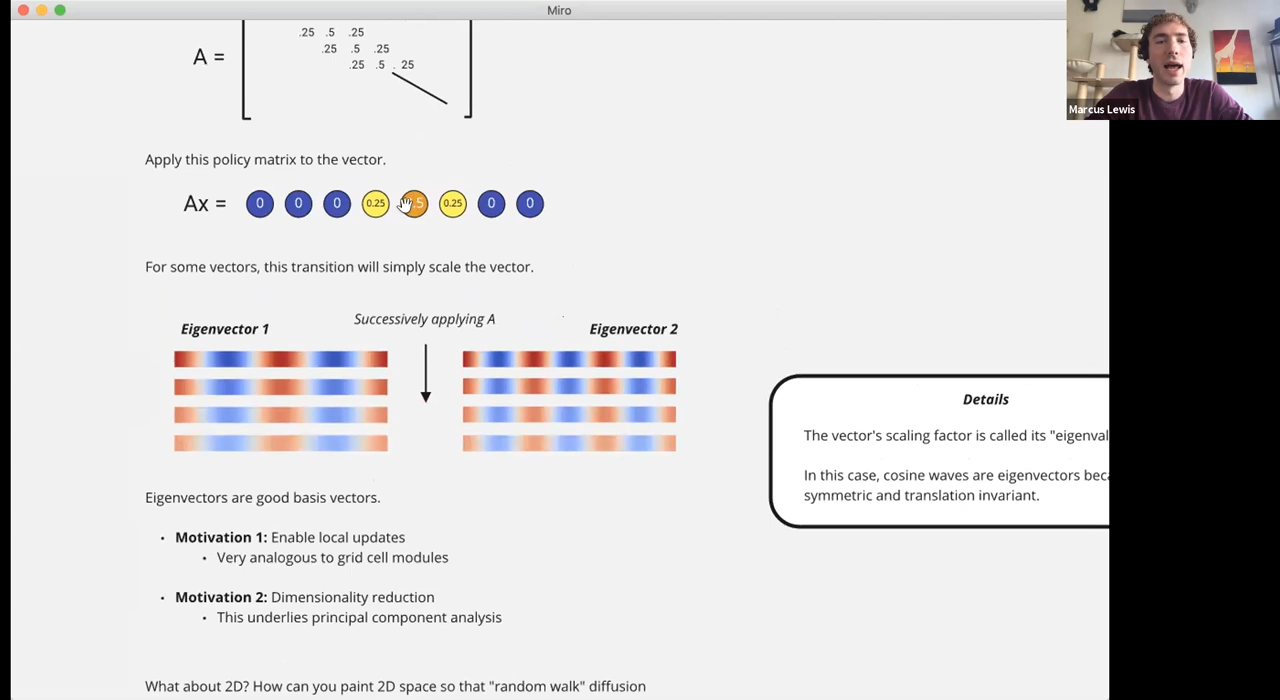 Miro
.25 .5 .25
.25 .5 .25
A =
.25 .5 . 25
Marcus Lewis
Apply this policy matrix to the vector.
Ax = 0 0 0 0.25 .5 0.25 0 0
For some vectors, this transition will simply scale the vector.
Successively applying A
Eigenvector 1
Eigenvector 2
Details
The vector's scaling factor is called its "eigenval
In this case, cosine waves are eigenvectors beca
symmetric and translation invariant.
Eigenvectors are good basis vectors.
• Motivation 1: Enable local updates
• Very analogous to grid cell modules
• Motivation 2: Dimensionality reduction
• This underlies principal component analysis
What about 2D? How can you paint 2D space so that "random walk" diffusion